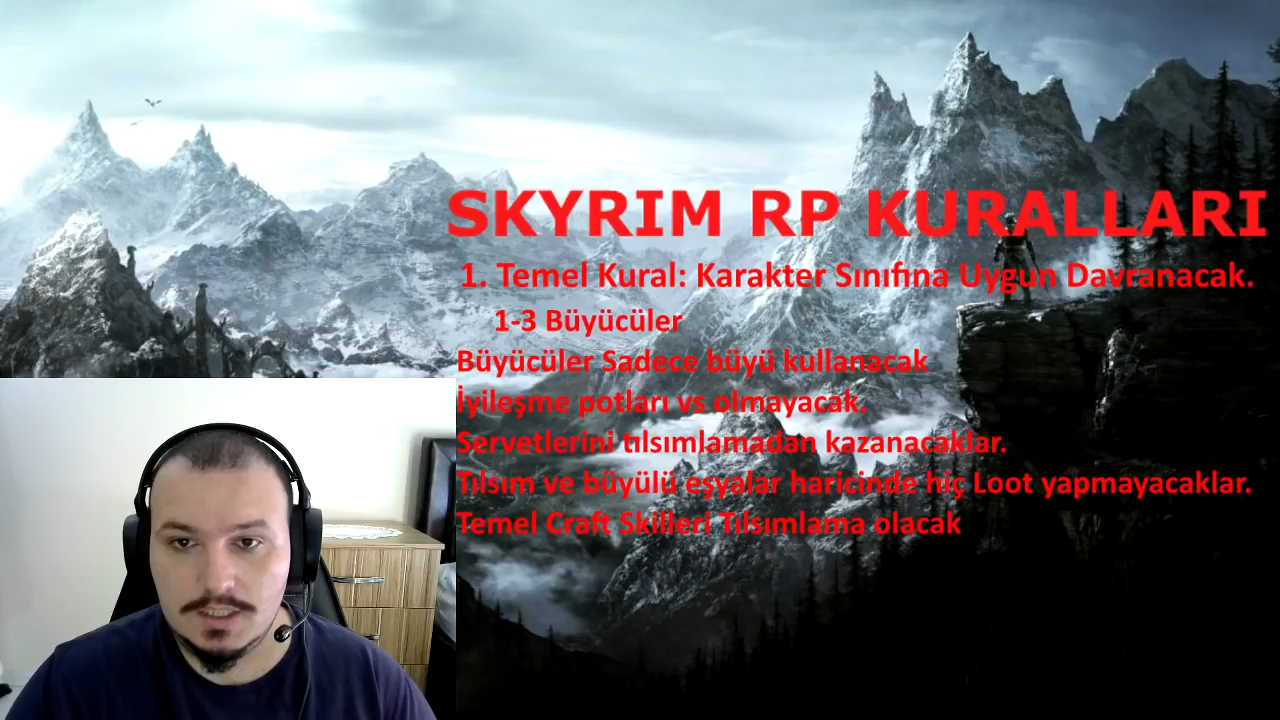 SKYRIM RP KURALLARI
1. Temel Kural: Karakter Sınıfına Uygun Davranacak.
1-3 Büyücüler
Büyücüler Sadece büyü kullanacak
İyileşme potları vs olmayacak.
Servetlerini tılsımlamadan kazanacaklar.
Tılsım ve büyülü eşyalar haricinde hiç Loot yapmayacaklar.
Temel Craft Skilleri Tılsımlama olacak